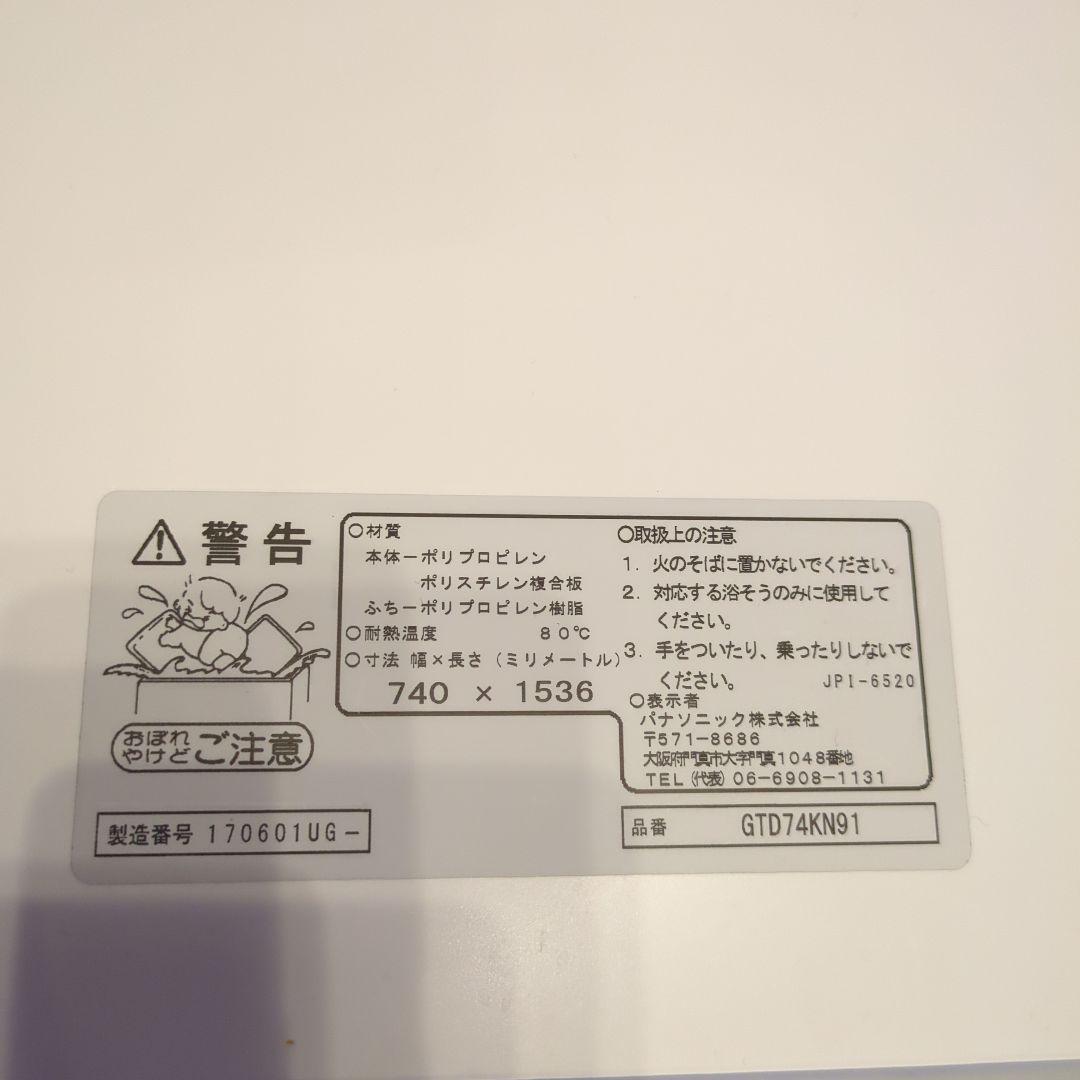 警告
おぼれ
やけど
ご注意
○材質
本体ーポリプロピレン
ポリスチレン複合板
ふちーポリプロピレン樹脂
○耐熱温度 80℃
○寸法 幅×長さ(ミリメートル)
740 × 1536
○取扱上の注意
1. 火のそばに置かないでください。
2. 対応する浴そうのみに使用して
ください。
3. 手をついたり、乗ったりしないで
ください。 JPI-6520
○表示者
パナソニック株式会社
〒571-8686
大阪府門真市大字門真1048番地
TEL(代表) 06-6908-1131
製造番号 170601UG-
品番 GTD74KN91